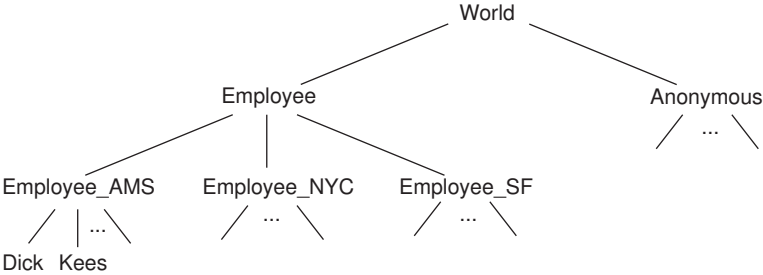 World
Employee
Anonymous
...
Employee_AMS
Employee_NYC
Employee_SF
...
...
...
Dick
Kees